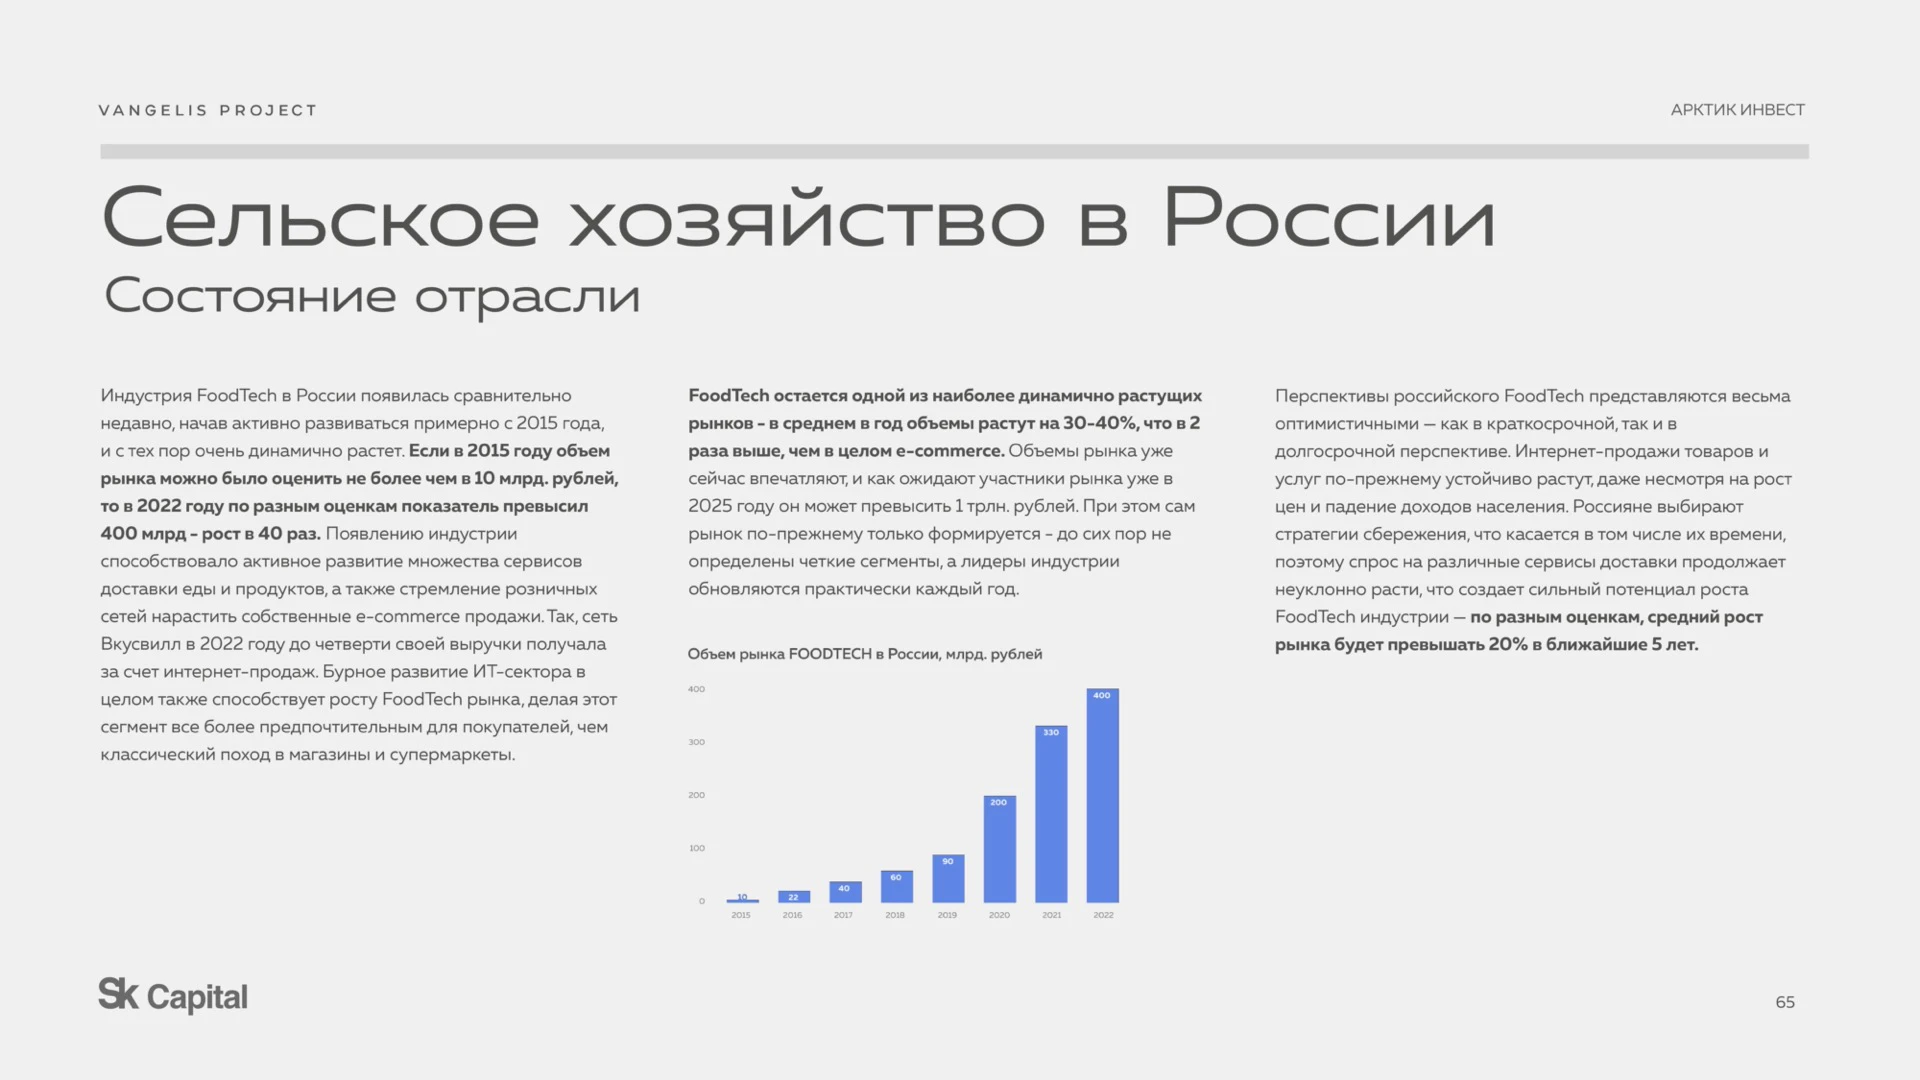 VANGELIS PROJECT
АРКТИК ИНВЕСТ
Сельское хозяйство в России
Состояние отрасли
Индустрия FoodTech в России появилась сравнительно
недавно, начав активно развиваться примерно с 2015 года,
и с тех пор очень динамично растет. Если в 2015 году объем
рынка можно было оценить не более чем в 10 млрд. рублей,
то в 2022 году по разным оценкам показатель превысил
400 млрд - рост в 40 раз. Появлению индустрии
способствовало активное развитие множества сервисов
доставки еды и продуктов, а также стремление розничных
сетей нарастить собственные e-commerce продажи. Так, сеть
Вкусвилл в 2022 году до четверти своей выручки получала
за счет интернет-продаж. Бурное развитие ИТ-сектора в
целом также способствует росту FoodTech рынка, делая этот
сегмент все более предпочтительным для покупателей, чем
классический поход в магазины и супермаркеты.
FoodTech остается одной из наиболее динамично растущих
рынков - в среднем в год объемы растут на 30-40%, что в 2
раза выше, чем в целом e-commerce. Объемы рынка уже
сейчас впечатляют, и как ожидают участники рынка уже в
2025 году он может превысить 1 трлн. рублей. При этом сам
рынок по-прежнему только формируется - до сих пор не
определены четкие сегменты, а лидеры индустрии
обновляются практически каждый год.
Объем рынка FOODTECH в России, млрд. рублей
400
300
200
100
0
10
22
40
60
90
200
330
400
2015
2016
2017
2018
2019
2020
2021
2022
Перспективы российского FoodTech представляются весьма
оптимистичными — как в краткосрочной, так и в
долгосрочной перспективе. Интернет-продажи товаров и
услуг по-прежнему устойчиво растут, даже несмотря на рост
цен и падение доходов населения. Россияне выбирают
стратегии сбережения, что касается в том числе их времени,
поэтому спрос на различные сервисы доставки продолжает
неуклонно расти, что создает сильный потенциал роста
FoodTech индустрии — по разным оценкам, средний рост
рынка будет превышать 20% в ближайшие 5 лет.
Sk Capital
65